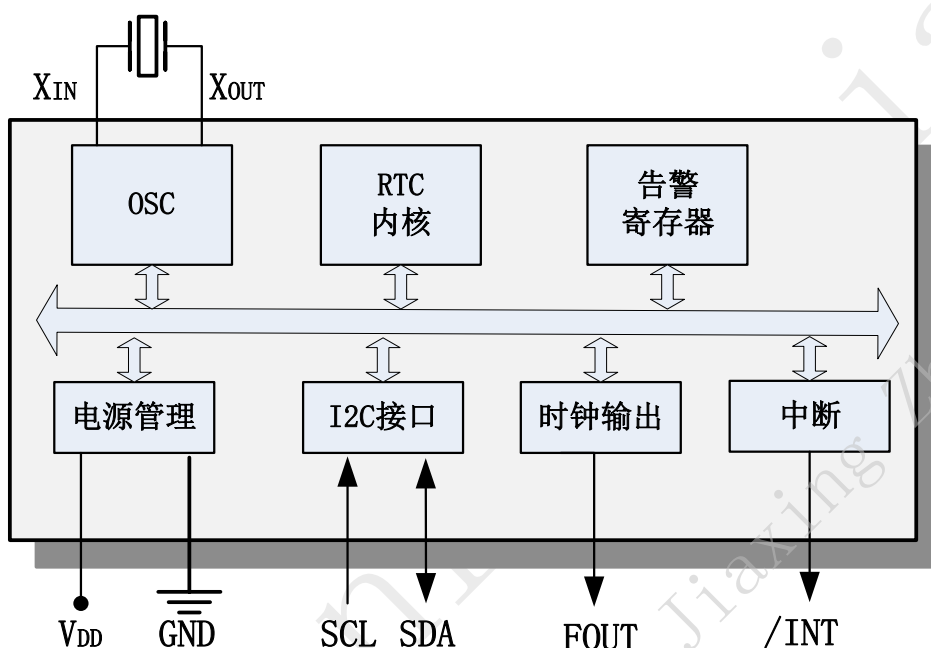 XIN
XOUT
OSC
RTC
内核
告警
寄存器
电源管理
I2C接口
时钟输出
中断
VDD
GND
SCL
SDA
FOUT
/INT
Jiaxing